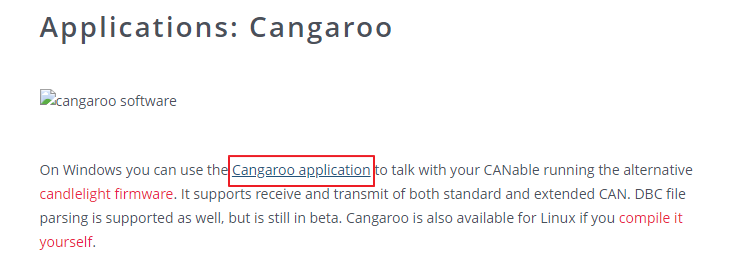 Applications: Cangaroo
cangaroo software
On Windows you can use the Cangaroo application to talk with your CANable running the alternative
candlelight firmware. It supports receive and transmit of both standard and extended CAN. DBC file
parsing is supported as well, but is still in beta. Cangaroo is also available for Linux if you compile it
yourself.